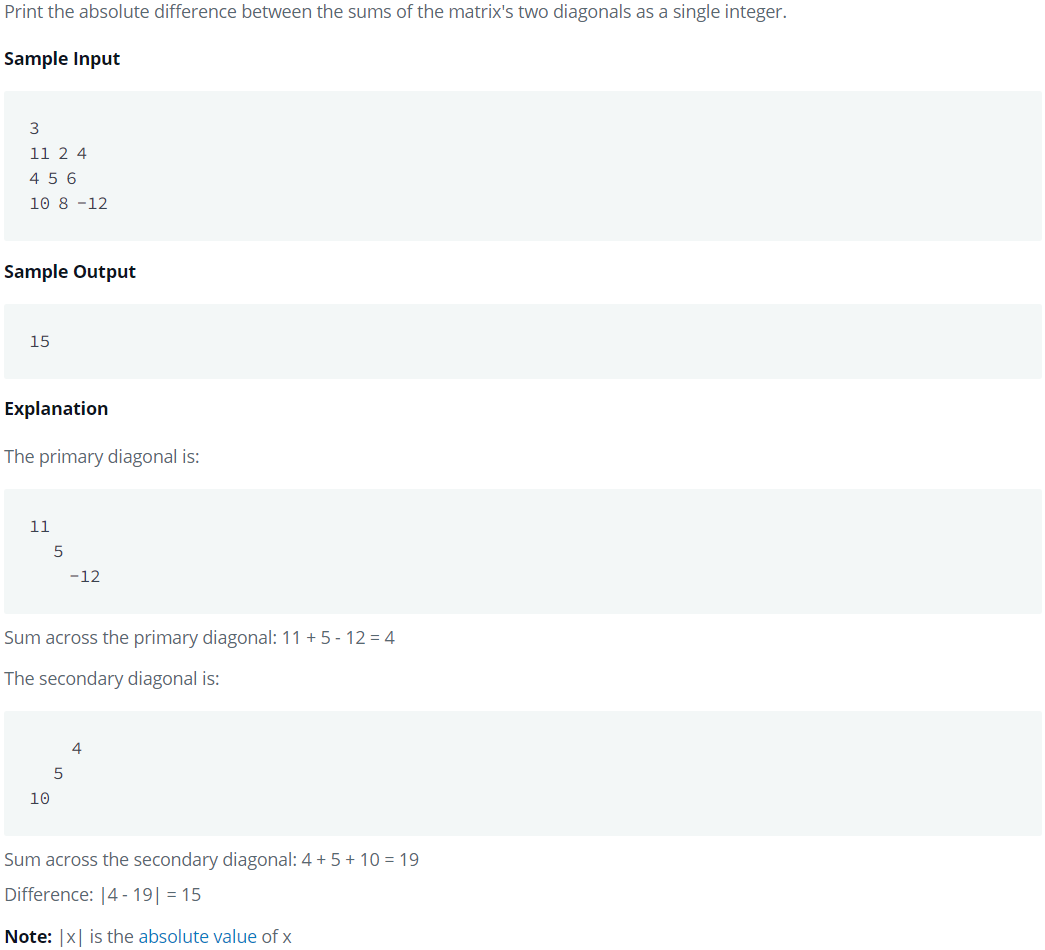 Print the absolute difference between the sums of the matrix's two diagonals as a single integer.
Sample Input
3
11 2 4
4 5 6
10 8 -12
Sample Output
15
Explanation
The primary diagonal is:
11
5
-12
Sum across the primary diagonal: 11 + 5 - 12 = 4
The secondary diagonal is:
4
5
10
Sum across the secondary diagonal: 4 + 5 + 10 = 19
Difference: |4 - 19| = 15
Note: |x| is the absolute value of x